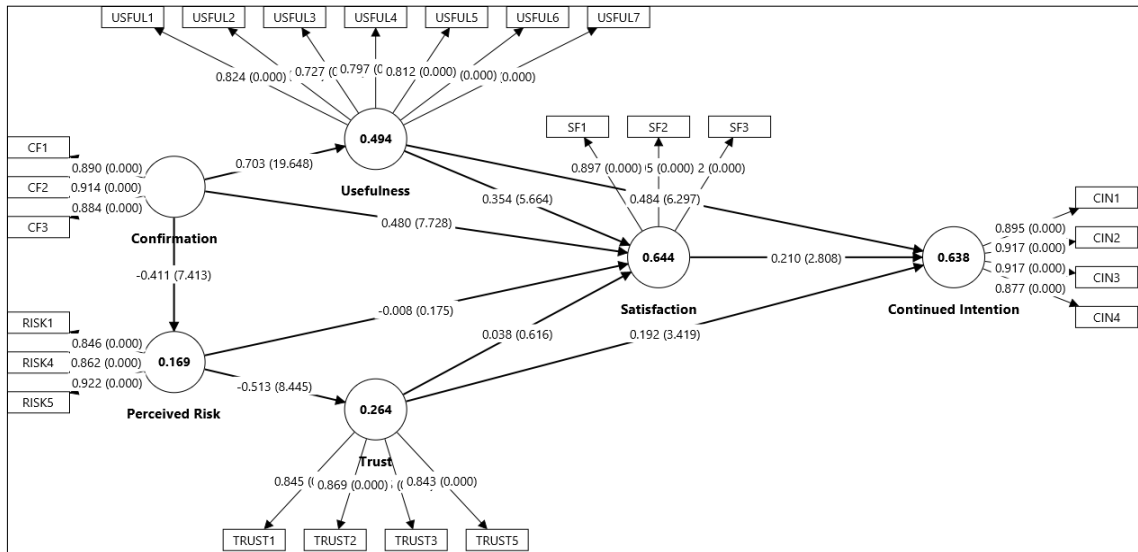 USFUL1 USFUL2 USFUL3 USFUL4 USFUL5 USFUL6 USFUL7
0.824 (0.000) 0.727 0.797 0.812 (0.000) (0.000) (0.000)
SF1 SF2 SF3
0.897 (0.000) (0.000) (0.000)
CF1
0.890 (0.000)
CF2
0.914 (0.000)
CF3
0.884 (0.000)
Confirmation
0.703 (19.648)
0.494
Usefulness
0.354 (5.664)
0.484 (6.297)
0.480 (7.728)
-0.411 (7.413)
0.644
Satisfaction
0.210 (2.808)
0.638
Continued Intention
CIN1
0.895 (0.000)
CIN2
0.917 (0.000)
CIN3
0.917 (0.000)
CIN4
0.877 (0.000)
RISK1
0.846 (0.000)
RISK4
0.862 (0.000)
RISK5
0.922 (0.000)
0.169
Perceived Risk
-0.008 (0.175)
0.038 (0.616)
0.192 (3.419)
-0.513 (8.445)
0.264
Trust
0.845 0.869 (0.000) 0.843 (0.000)
TRUST1 TRUST2 TRUST3 TRUST5